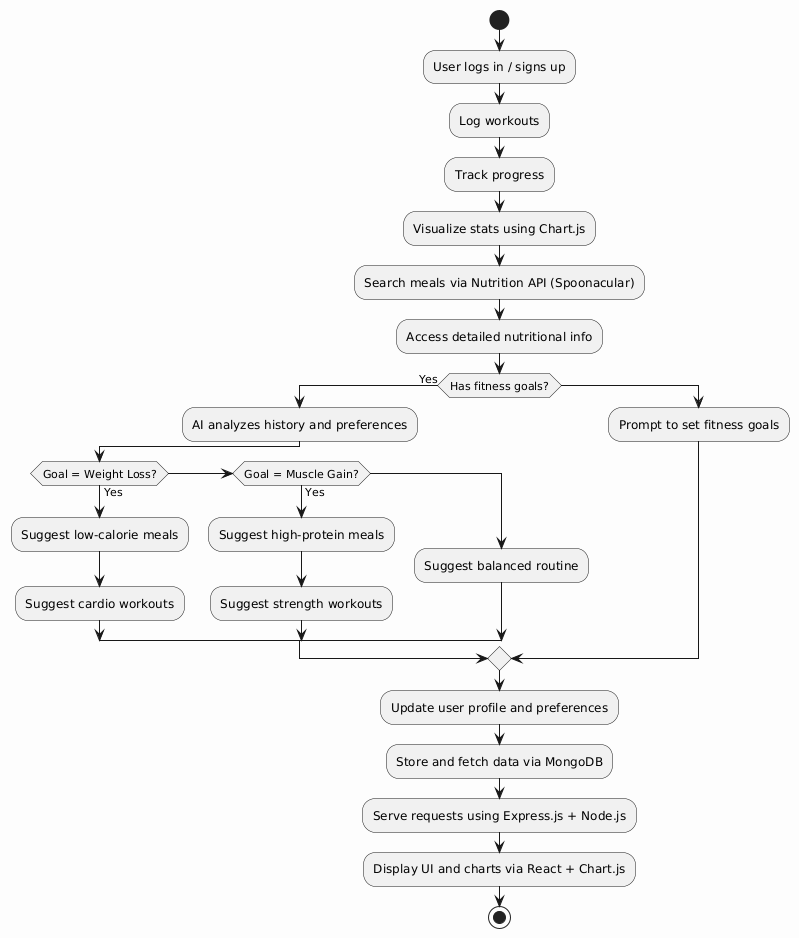 User logs in / signs up
Log workouts
Track progress
Visualize stats using Chart.js
Search meals via Nutrition API (Spoonacular)
Access detailed nutritional info
Yes
Has fitness goals?
AI analyzes history and preferences
Prompt to set fitness goals
Goal = Weight Loss?
Goal = Muscle Gain?
Yes
Yes
Suggest low-calorie meals
Suggest high-protein meals
Suggest balanced routine
Suggest cardio workouts
Suggest strength workouts
Update user profile and preferences
Store and fetch data via MongoDB
Serve requests using Express.js + Node.js
Display UI and charts via React + Chart.js